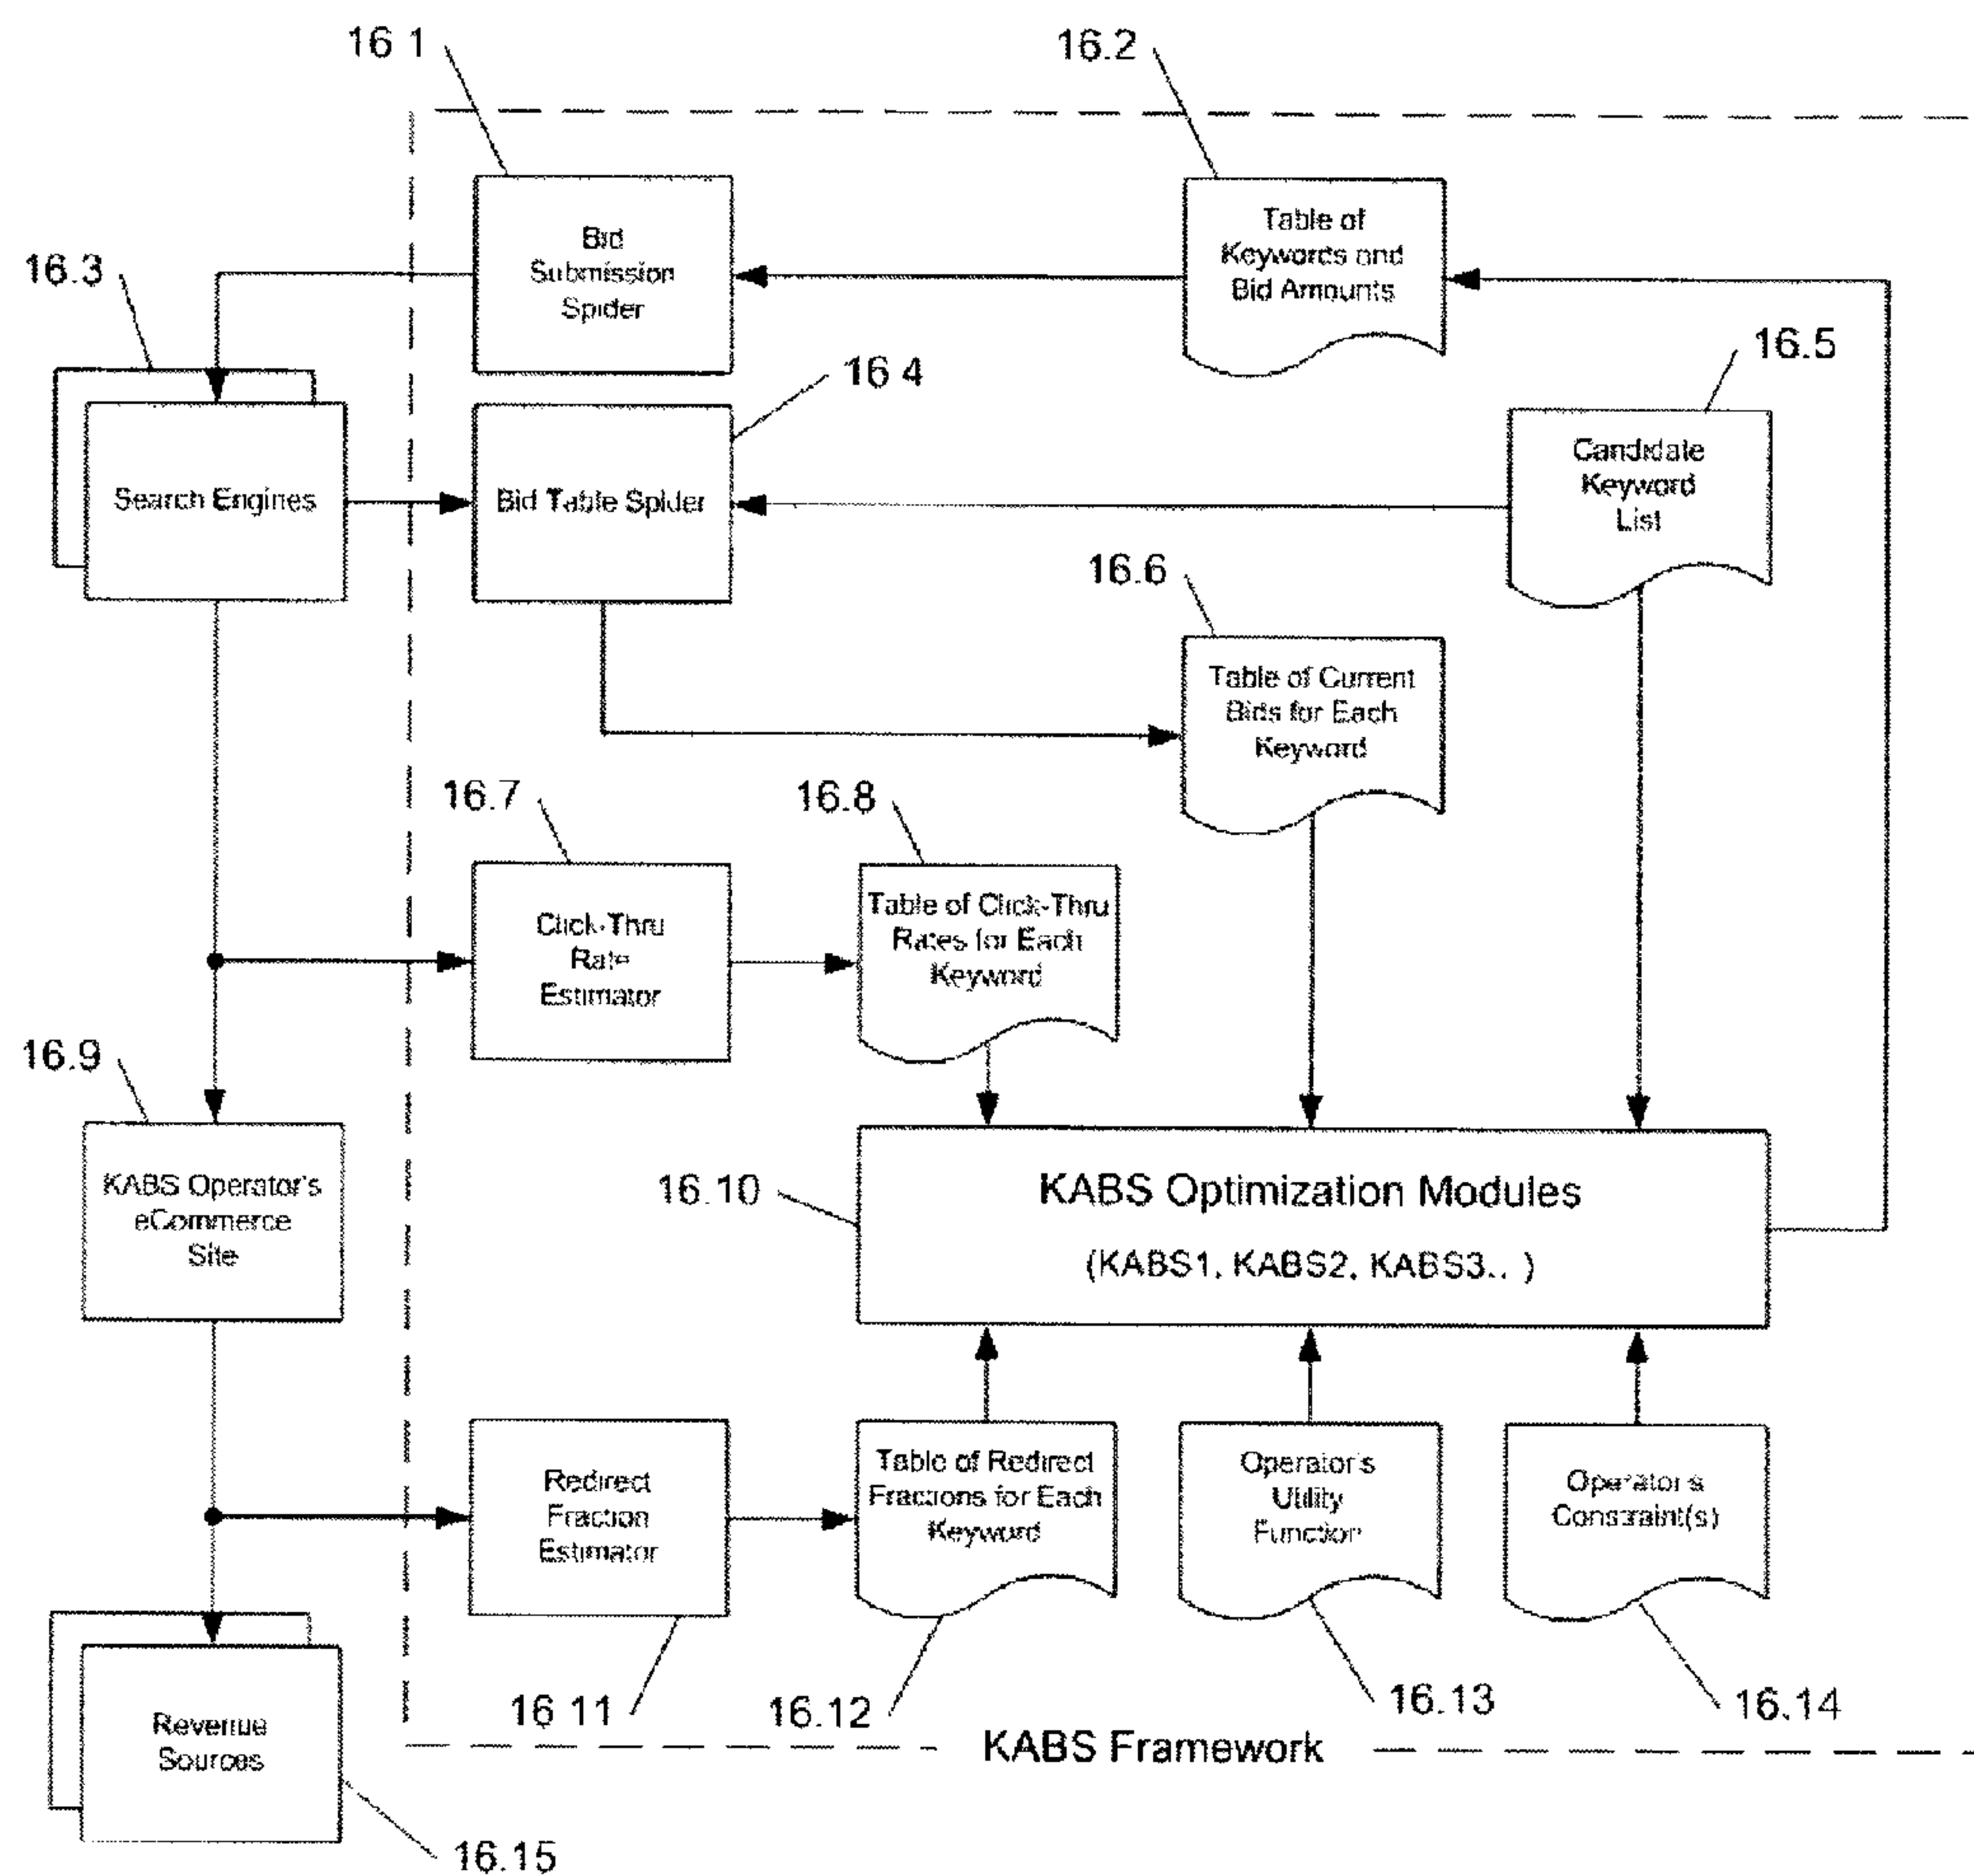 16 1
16.2
Bid
Submission
Spider
Table of
Keywords and
Bid Amounts
16.3
16 4
16.5
Search Engines
Bid Table Spider
Candidate
Keyword
List
16.6
Table of Current
Bids for Each
Keyword
16.7
16.8
Click-Thru
Rate
Estimator
Table of Click-Thru
Rates for Each
Keyword
16.9
KABS Operator's
eCommerce
Site
16.10
KABS Optimization Modules
(KABS1, KABS2, KABS3.. )
Redirect
Fraction
Estimator
Table of Redirect
Fractions for Each
Keyword
Operator's
Utility
Function
Operator s
Constraint(s)
16 11
16.12
16.13
16.14
Revenue
Sources
KABS Framework
16.15